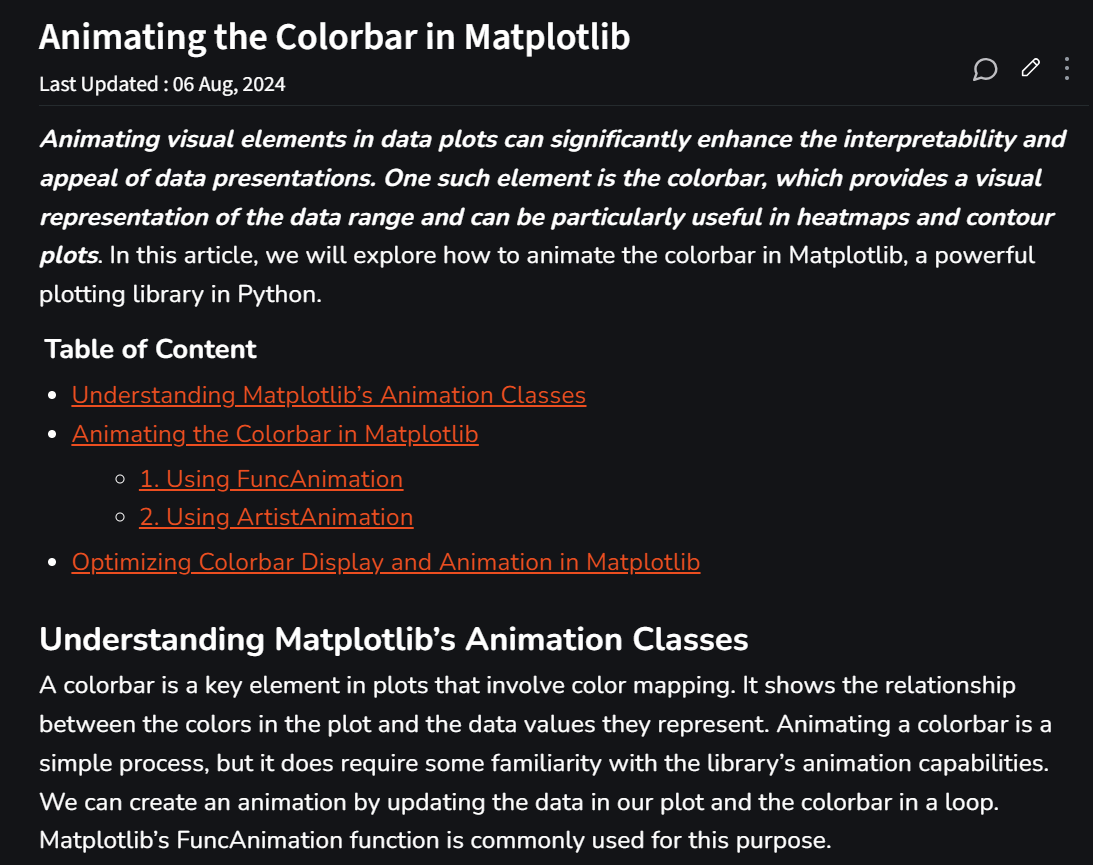 Animating the Colorbar in Matplotlib
Last Updated : 06 Aug, 2024
Animating visual elements in data plots can significantly enhance the interpretability and
appeal of data presentations. One such element is the colorbar, which provides a visual
representation of the data range and can be particularly useful in heatmaps and contour
plots. In this article, we will explore how to animate the colorbar in Matplotlib, a powerful
plotting library in Python.
Table of Content
Understanding Matplotlib’s Animation Classes
Animating the Colorbar in Matplotlib
1. Using FuncAnimation
2. Using ArtistAnimation
Optimizing Colorbar Display and Animation in Matplotlib
Understanding Matplotlib’s Animation Classes
A colorbar is a key element in plots that involve color mapping. It shows the relationship
between the colors in the plot and the data values they represent. Animating a colorbar is a
simple process, but it does require some familiarity with the library’s animation capabilities.
We can create an animation by updating the data in our plot and the colorbar in a loop.
Matplotlib’s FuncAnimation function is commonly used for this purpose.